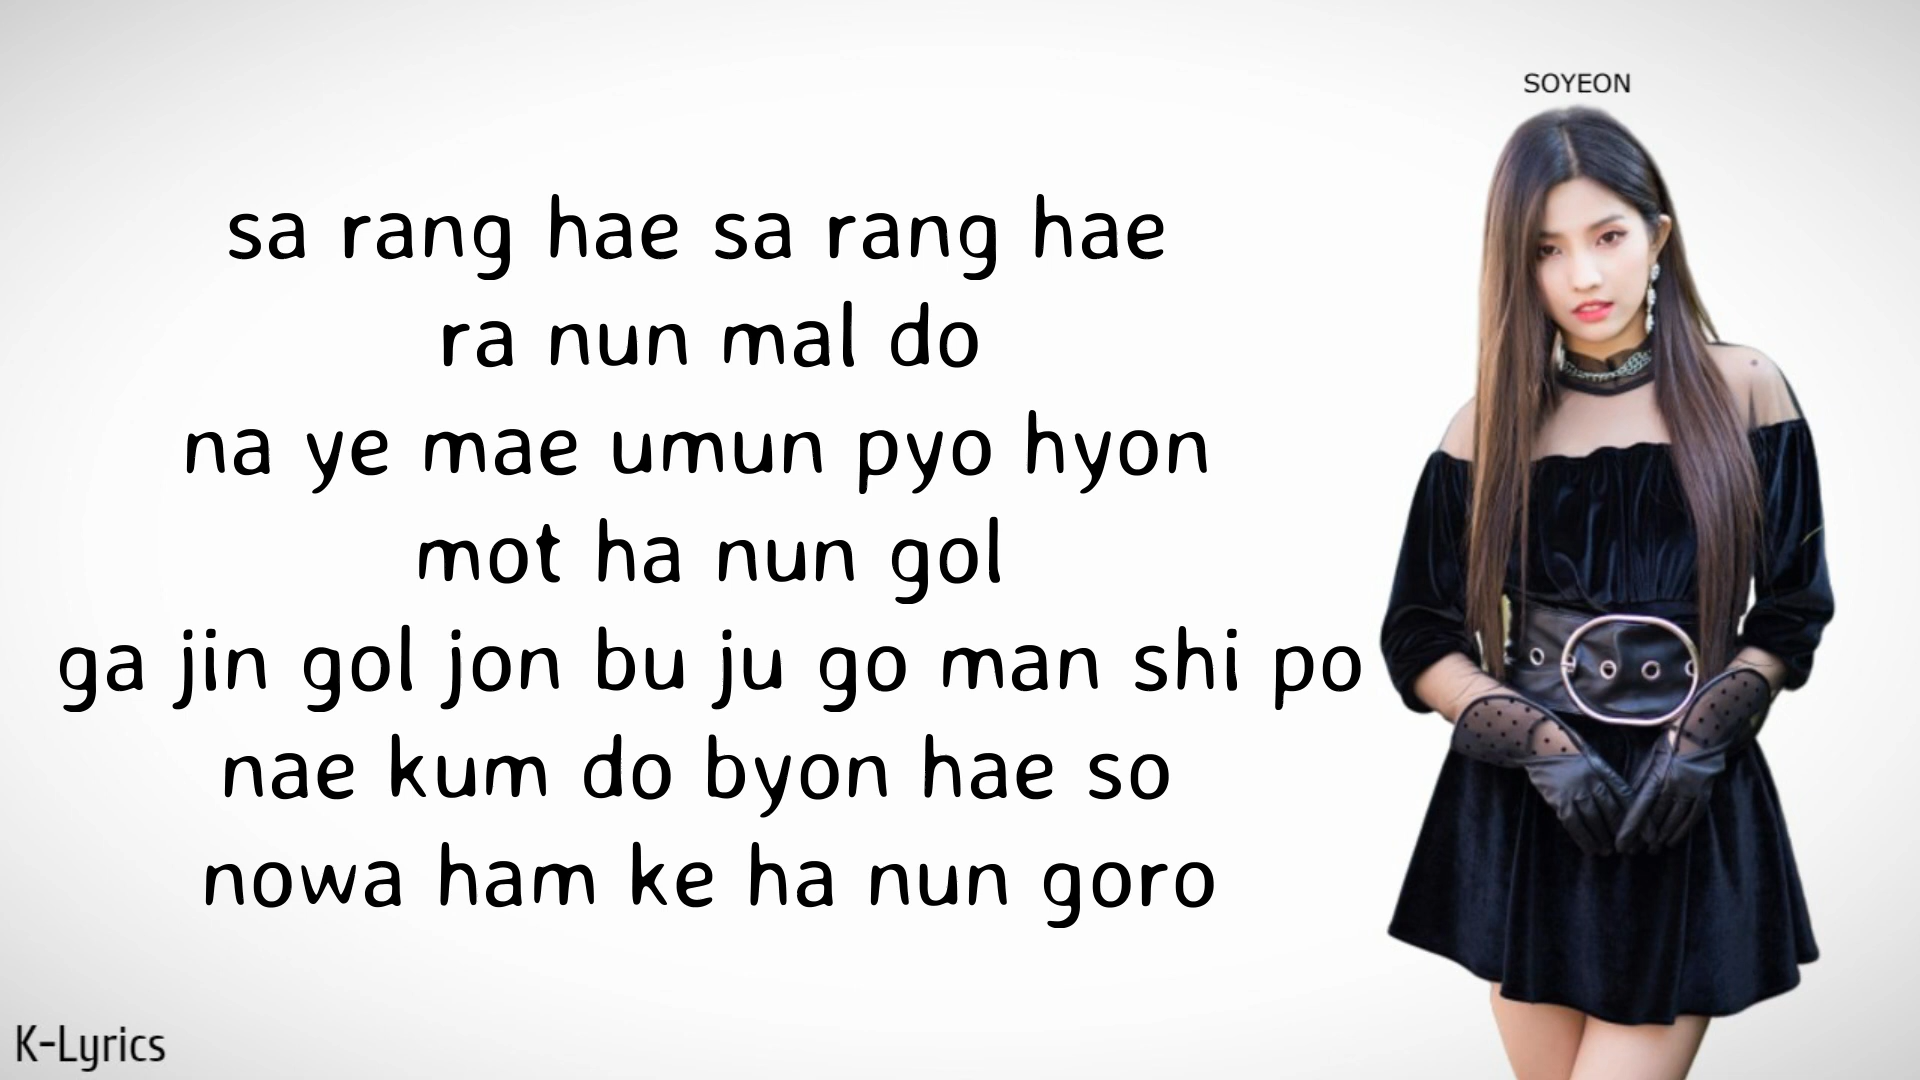 SOYEON
sa rang hae sa rang hae
ra nun mal do
na ye mae umun pyo hyon
mot ha nun gol
ga jin gol jon bu ju go man shi po
nae kum do byon hae so
nowa ham ke ha nun goro
K-Lyrics